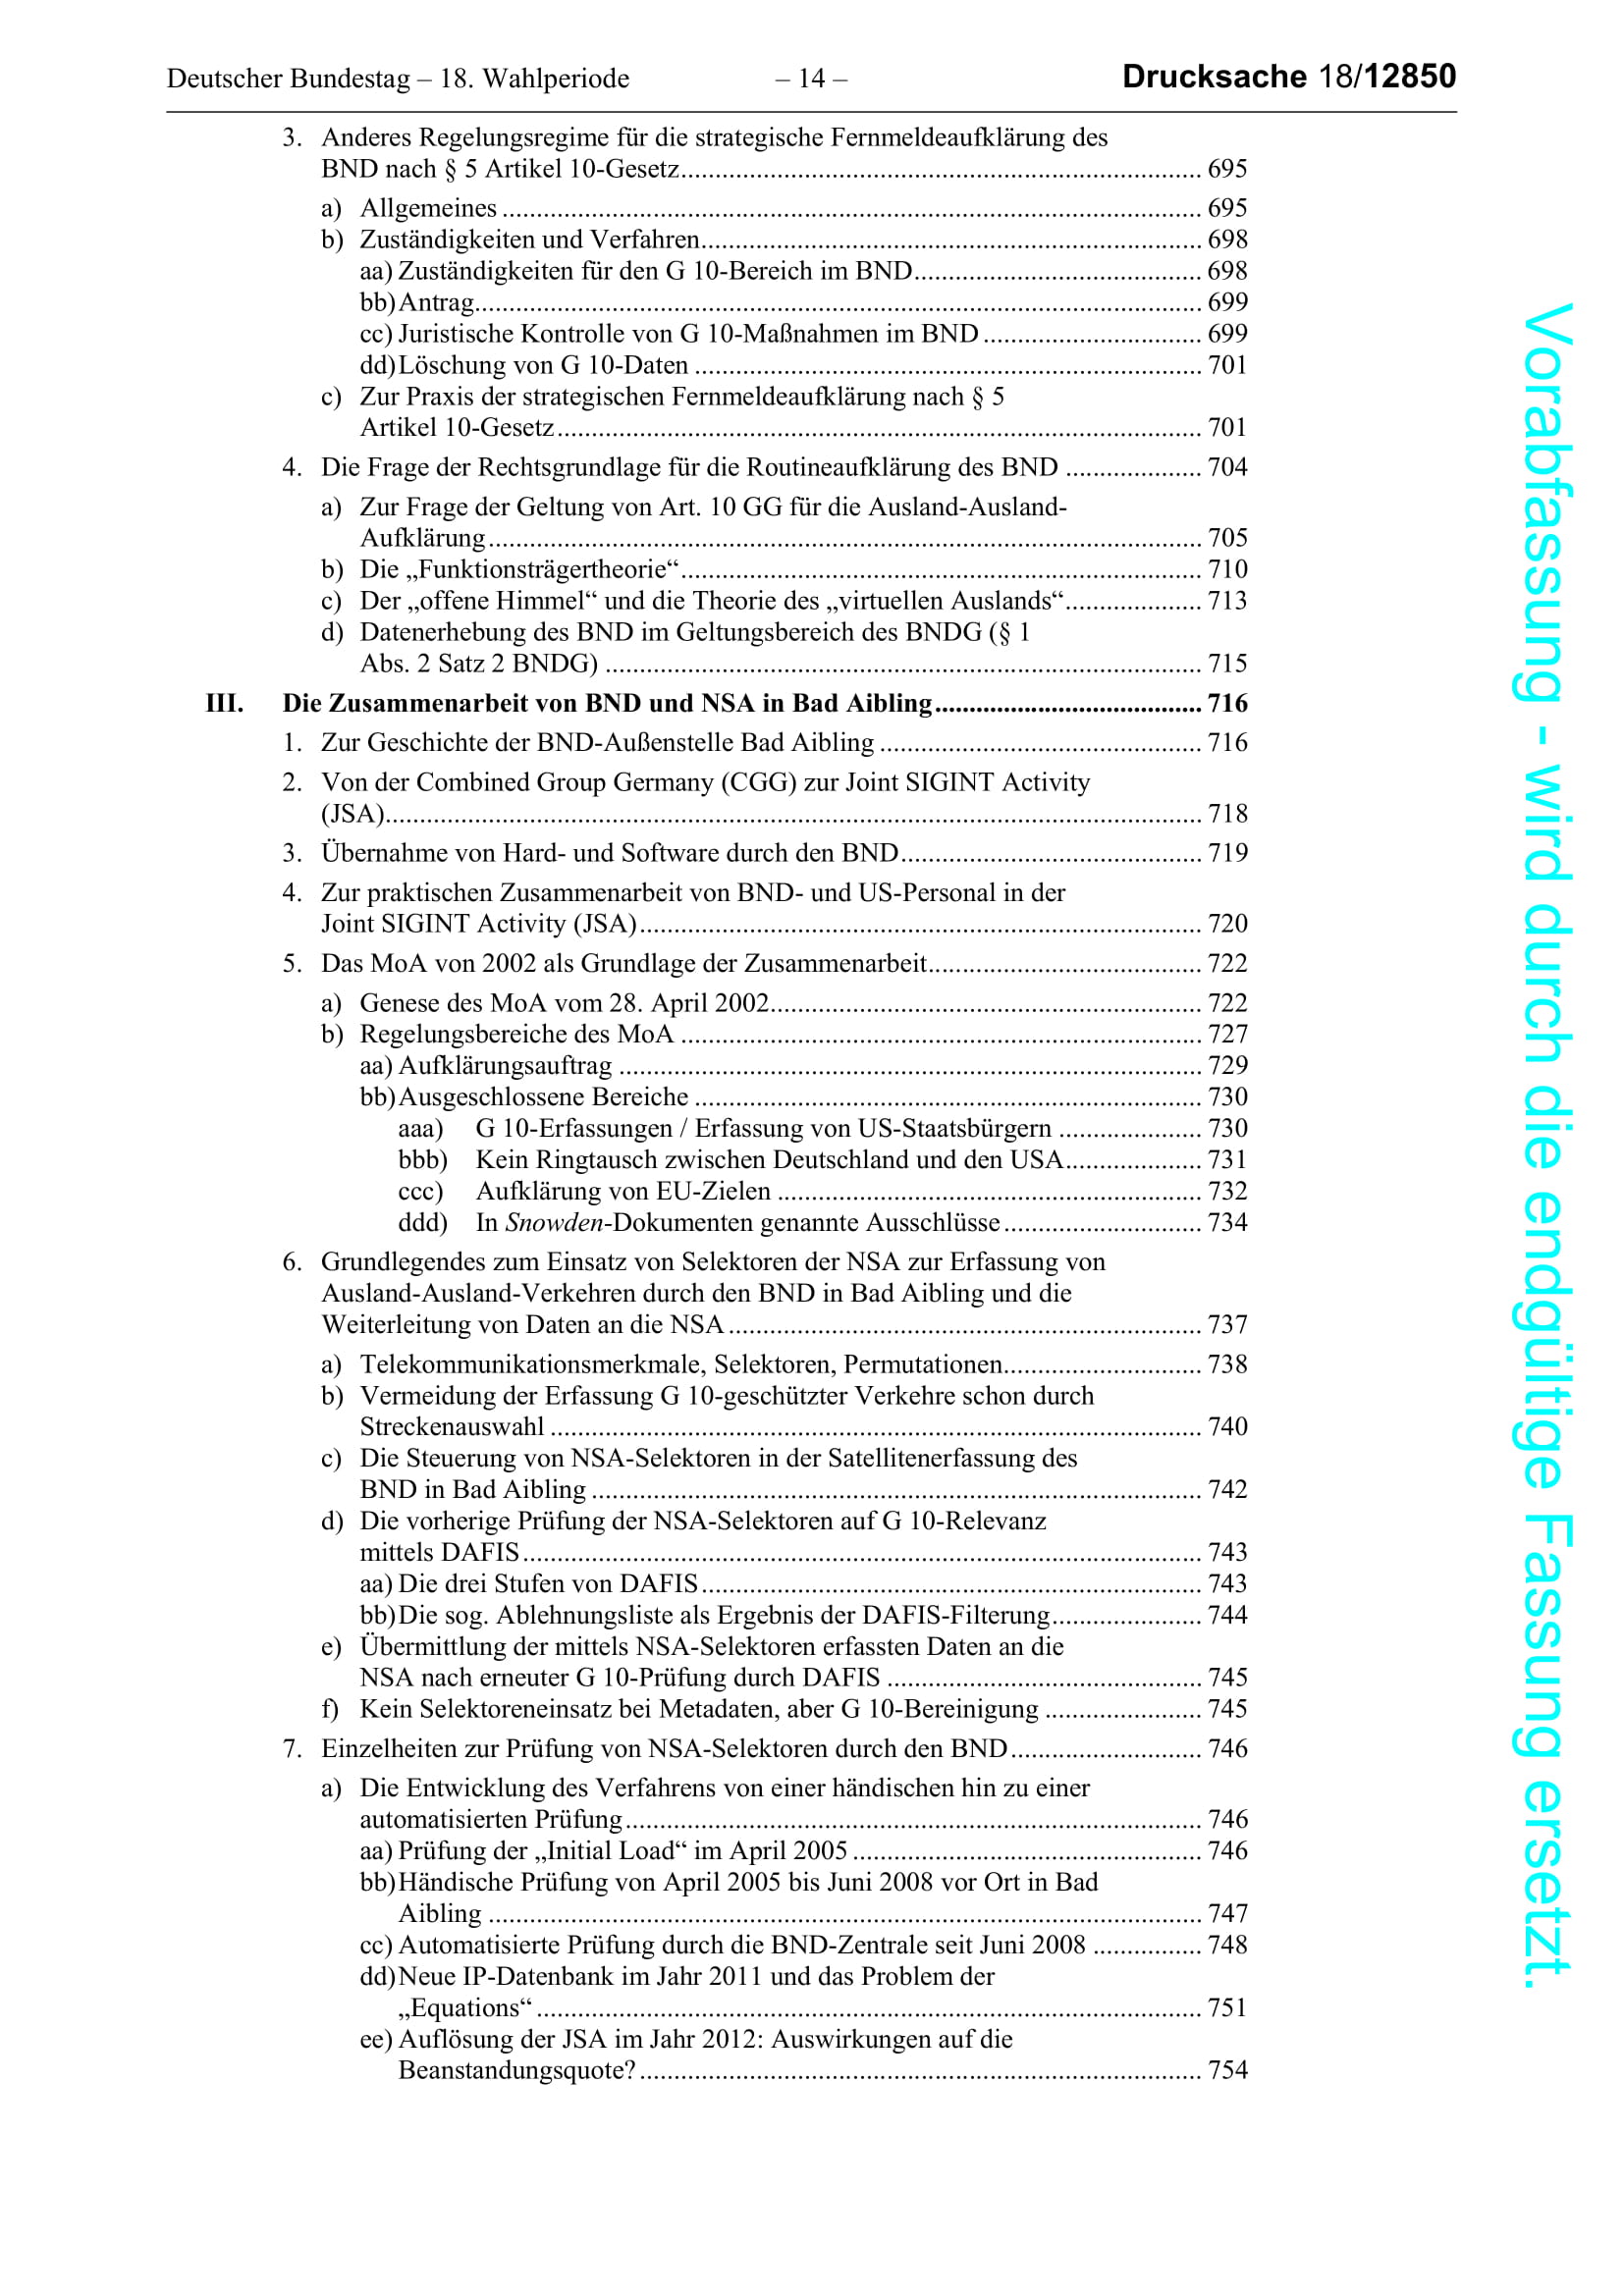 Deutscher Bundestag – 18. Wahlperiode – 14 – Drucksache 18/12850
3. Anderes Regelungsregime für die strategische Fernmeldeaufklärung des
BND nach § 5 Artikel 10-Gesetz 695
a) Allgemeines 695
b) Zuständigkeiten und Verfahren 698
aa) Zuständigkeiten für den G 10-Bereich im BND 698
bb) Antrag 699
cc) Juristische Kontrolle von G 10-Maßnahmen im BND 699
dd) Löschung von G 10-Daten 701
c) Zur Praxis der strategischen Fernmeldeaufklärung nach § 5
Artikel 10-Gesetz 701
4. Die Frage der Rechtsgrundlage für die Routineaufklärung des BND 704
a) Zur Frage der Geltung von Art. 10 GG für die Ausland-Ausland-
Aufklärung 705
b) Die „Funktionsträgertheorie“ 710
c) Der „offene Himmel“ und die Theorie des „virtuellen Auslands“ 713
d) Datenerhebung des BND im Geltungsbereich des BNDG (§ 1
Abs. 2 Satz 2 BNDG) 715
III. Die Zusammenarbeit von BND und NSA in Bad Aibling 716
1. Zur Geschichte der BND-Außenstelle Bad Aibling 716
2. Von der Combined Group Germany (CGG) zur Joint SIGINT Activity
(JSA) 718
3. Übernahme von Hard- und Software durch den BND 719
4. Zur praktischen Zusammenarbeit von BND- und US-Personal in der
Joint SIGINT Activity (JSA) 720
5. Das MoA von 2002 als Grundlage der Zusammenarbeit 722
a) Genese des MoA vom 28. April 2002 722
b) Regelungsbereiche des MoA 727
aa) Aufklärungsauftrag 729
bb) Ausgeschlossene Bereiche 730
aaa) G 10-Erfassungen / Erfassung von US-Staatsbürgern 730
bbb) Kein Ringtausch zwischen Deutschland und den USA 731
ccc) Aufklärung von EU-Zielen 732
ddd) In Snowden-Dokumenten genannte Ausschlüsse 734
6. Grundlegendes zum Einsatz von Selektoren der NSA zur Erfassung von
Ausland-Ausland-Verkehren durch den BND in Bad Aibling und die
Weiterleitung von Daten an die NSA 737
a) Telekommunikationsmerkmale, Selektoren, Permutationen 738
b) Vermeidung der Erfassung G 10-geschützter Verkehre schon durch
Streckenauswahl 740
c) Die Steuerung von NSA-Selektoren in der Satellitenerfassung des
BND in Bad Aibling 742
d) Die vorherige Prüfung der NSA-Selektoren auf G 10-Relevanz
mittels DAFIS 743
aa) Die drei Stufen von DAFIS 743
bb) Die sog. Ablehnungsliste als Ergebnis der DAFIS-Filterung 744
e) Übermittlung der mittels NSA-Selektoren erfassten Daten an die
NSA nach erneuter G 10-Prüfung durch DAFIS 745
f) Kein Selektoreneinsatz bei Metadaten, aber G 10-Bereinigung 745
7. Einzelheiten zur Prüfung von NSA-Selektoren durch den BND 746
a) Die Entwicklung des Verfahrens von einer händischen hin zu einer
automatisierten Prüfung 746
aa) Prüfung der „Initial Load“ im April 2005 746
bb) Händische Prüfung von April 2005 bis Juni 2008 vor Ort in Bad
Aibling 747
cc) Automatisierte Prüfung durch die BND-Zentrale seit Juni 2008 748
dd) Neue IP-Datenbank im Jahr 2011 und das Problem der
„Equations“ 751
ee) Auflösung der JSA im Jahr 2012: Auswirkungen auf die
Beanstandungsquote? 754
Vorabfassung - wird durch die endgültige Fassung ersetzt.